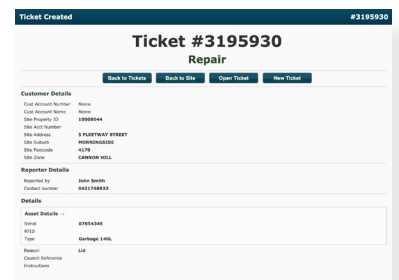 Ticket Created #3195930
Ticket #3195930
Repair
Back to Tickets Back to Site Open Ticket New Ticket
Customer Details
Cust Account Number None
Cust Account Name None
Site Property ID 10008044
Site Acct Number
Site Address 5 FLEETWAY STREET
Site Suburb MORNINGSIDE
Site Postcode 4170
Site Zone CANNON HILL
Reporter Details
Reported by John Smith
Contact number 0421748933
Details
Asset Details →
Serial 07854345
RFID
Type Garbage 140L
Reason Lid
Council Reference
Instructions